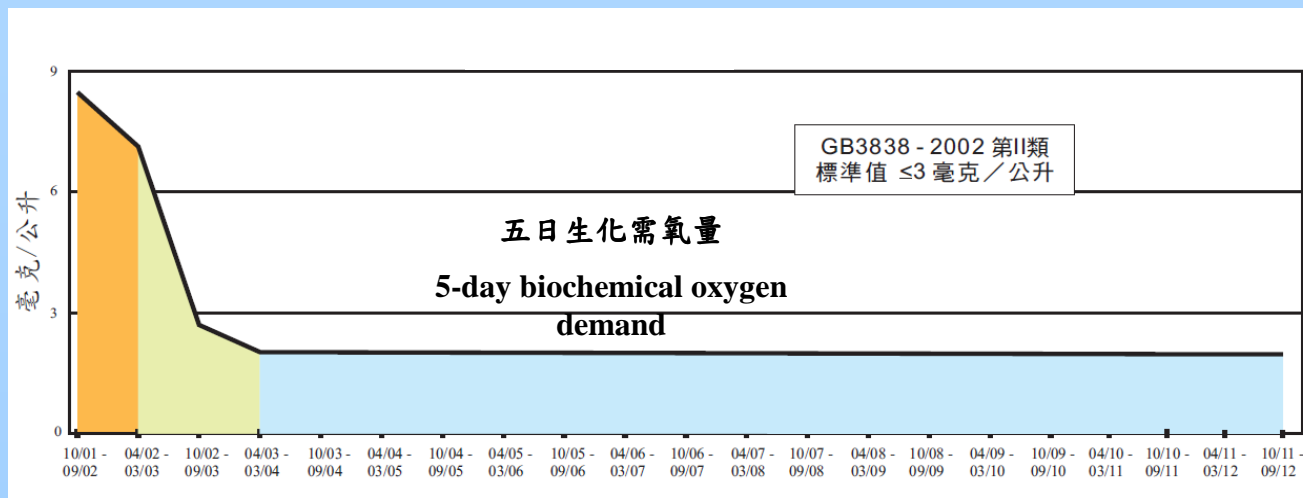 9
GB3838 - 2002 第II類
標準值 ≤3 毫克／公升
6
五日生化需氧量
5-day biochemical oxygen
demand
毫克/公升
3
0
10/01 - 04/02 - 10/02 - 04/03 - 10/03 - 04/04 - 10/04 - 04/05 - 10/05 - 04/06 - 10/06 - 04/07 - 10/07 - 04/08 - 10/08 - 04/09 - 10/09 - 04/10 - 10/10 - 04/11 - 10/11 -
09/02 03/03 09/03 03/04 09/04 03/05 09/05 03/06 09/06 03/07 09/07 03/08 09/08 03/09 09/09 03/10 09/10 03/11 09/11 03/12 09/12